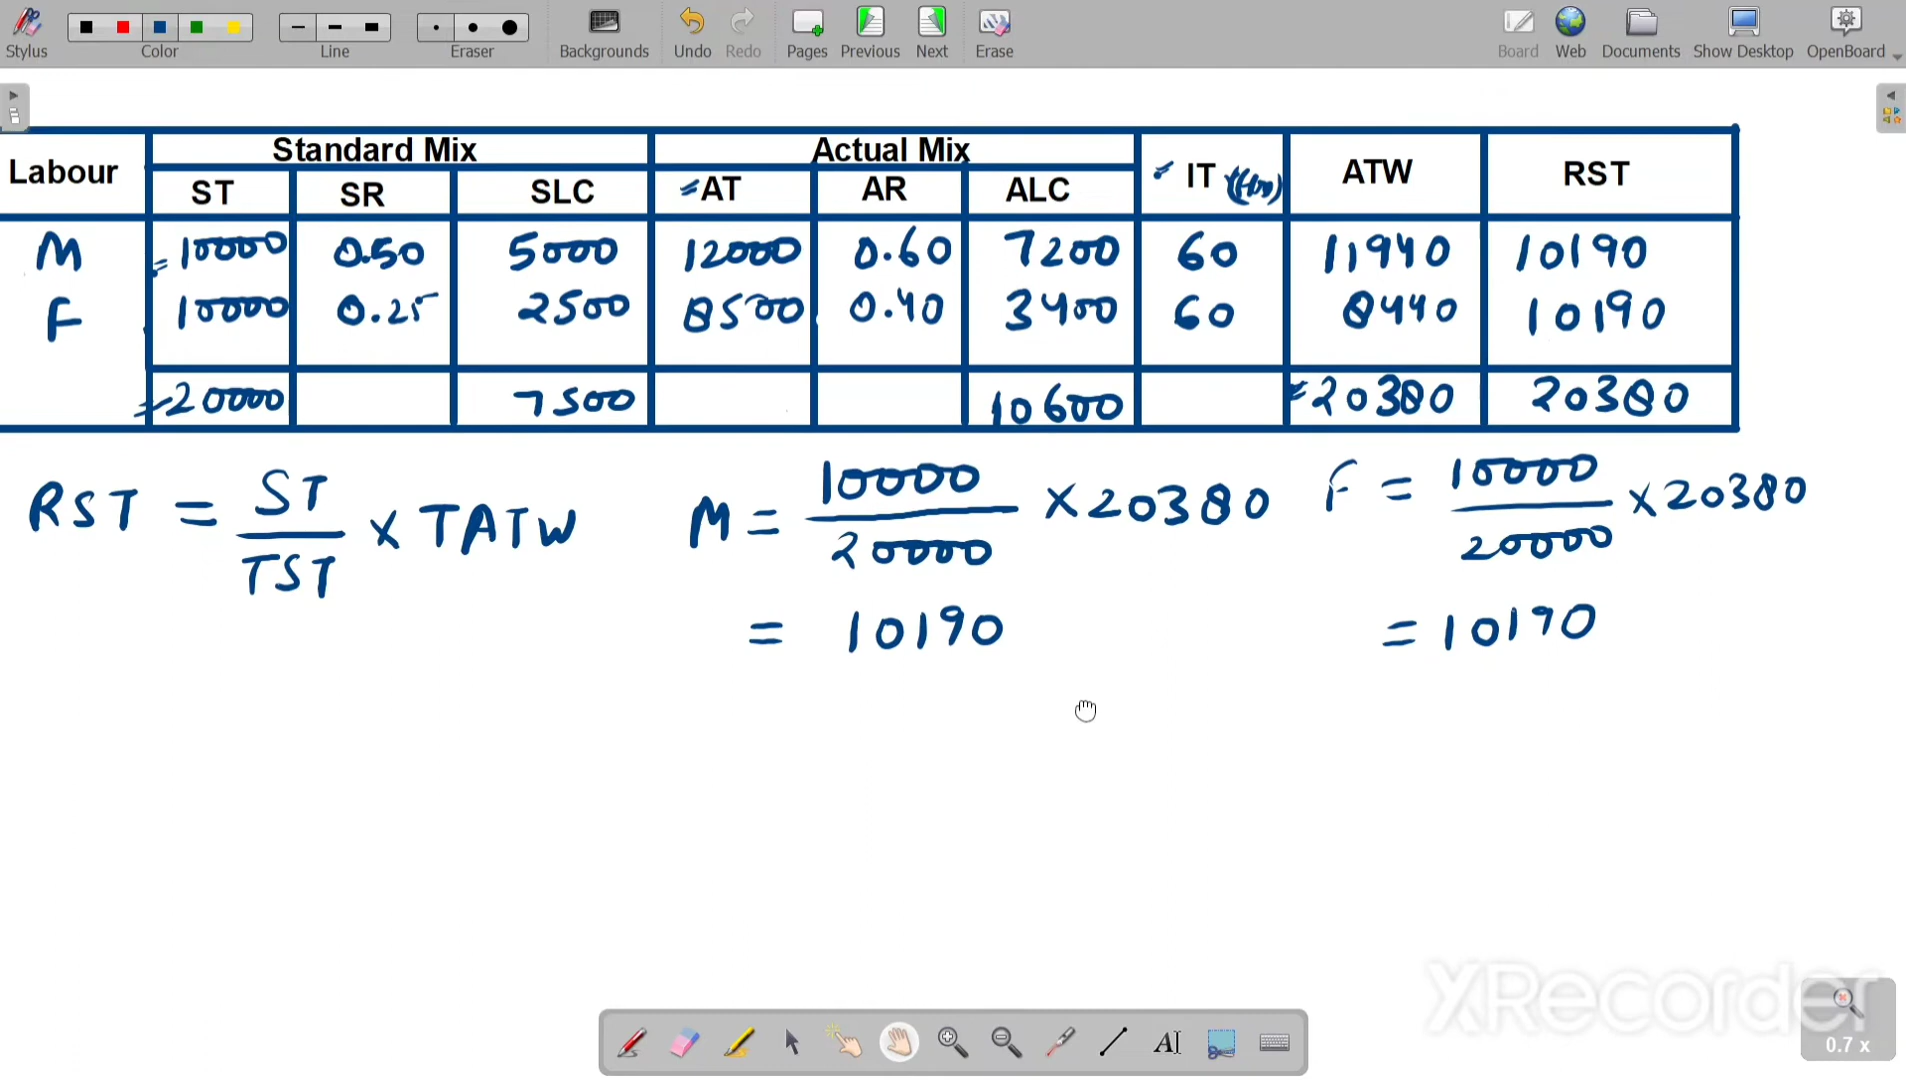 Stylus Color Line Eraser Backgrounds Undo Redo Pages Previous Next Erase Board Web Documents Show Desktop OpenBoard
Labour Standard Mix Actual Mix IT (Hrs) ATW RST
ST SR SLC AT AR ALC
M 10000 0.50 5000 12000 0.60 7200 60 11940 10190
F 10000 0.25 2500 8500 0.40 3400 60 8440 10190
20000 7500 10600 20380 20380
RST = ST / TST × TATW
M = 10000 / 20000 × 20380
= 10190
F = 10000 / 20000 × 20380
= 10190
XRecorder
0.7 x